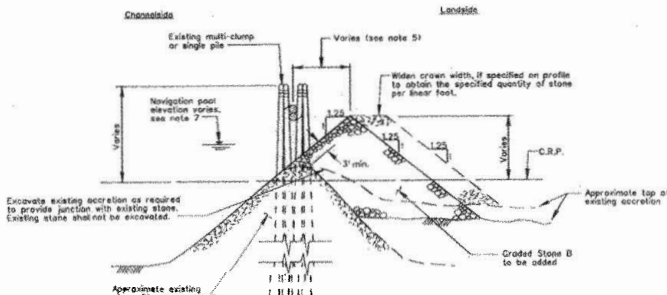 Channelside
Landside
Existing multi-clump
or single pile
Varies (see note 5)
Widen crown width, if specified on profile
to obtain the specified quantity of stone
per linear foot.
Navigation pool
elevation varies,
see note 7
Varies
1.25
1
1.25
1
1.25
1
Varies
3' min.
C.R.P.
Excavate existing accretion as required
to provide junction with existing stone.
Existing stone shall not be excavated.
Approximate top of
existing accretion
Graded Stone B
to be added
Approximate existing